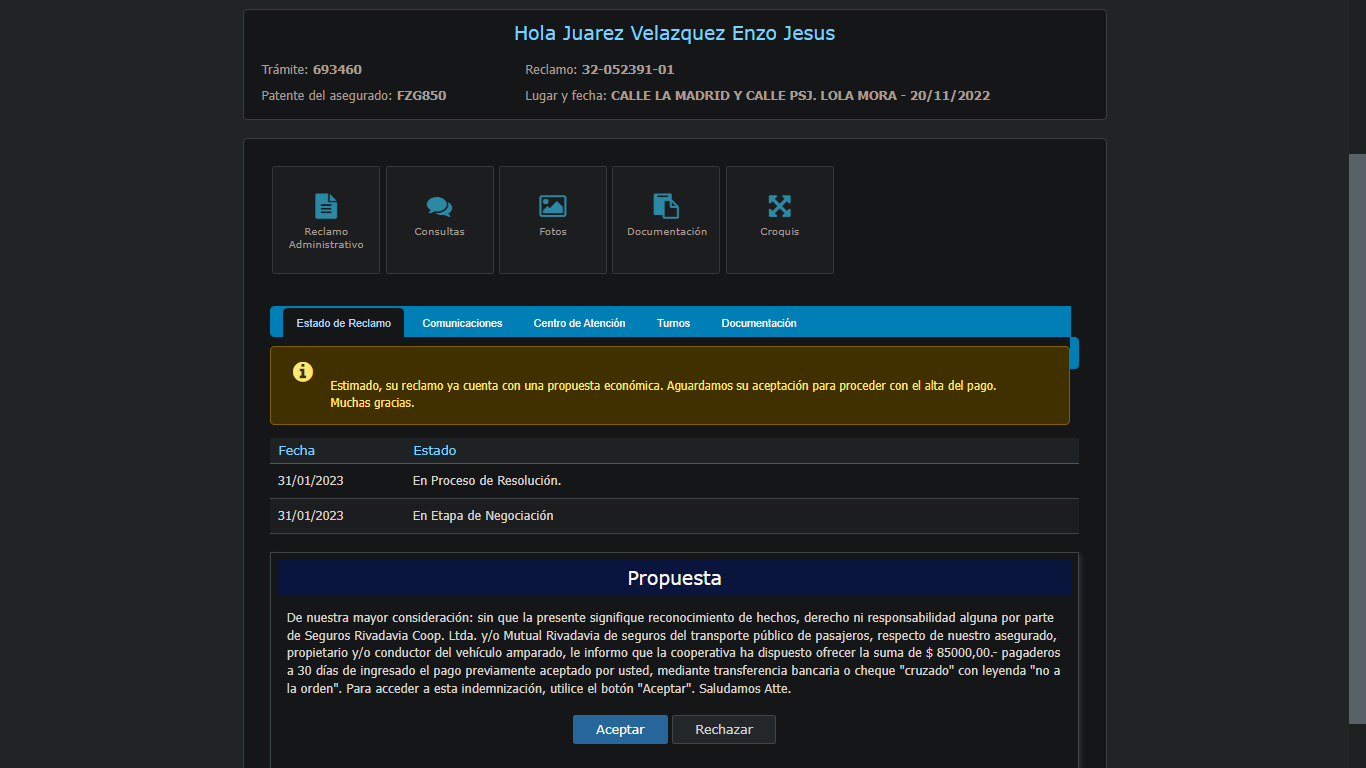 Hola Juarez Velazquez Enzo Jesus
Trámite: 693460
Reclamo: 32-052391-01
Patente del asegurado: FZG850
Lugar y fecha: CALLE LA MADRID Y CALLE PSJ. LOLA MORA - 20/11/2022
Reclamo
Administrativo
Consultas
Fotos
Documentación
Croquis
Estado de Reclamo
Comunicaciones
Centro de Atención
Turnos
Documentación
Estimado, su reclamo ya cuenta con una propuesta económica. Aguardamos su aceptación para proceder con el alta del pago.
Muchas gracias.
Fecha
Estado
31/01/2023
En Proceso de Resolución.
31/01/2023
En Etapa de Negociación
Propuesta
De nuestra mayor consideración: sin que la presente signifique reconocimiento de hechos, derecho ni responsabilidad alguna por parte
de Seguros Rivadavia Coop. Ltda. y/o Mutual Rivadavia de seguros del transporte público de pasajeros, respecto de nuestro asegurado,
propietario y/o conductor del vehículo amparado, le informo que la cooperativa ha dispuesto ofrecer la suma de $ 85000,00.- pagaderos
a 30 días de ingresado el pago previamente aceptado por usted, mediante transferencia bancaria o cheque "cruzado" con leyenda "no a
la orden". Para acceder a esta indemnización, utilice el botón "Aceptar". Saludamos Atte.
Aceptar
Rechazar